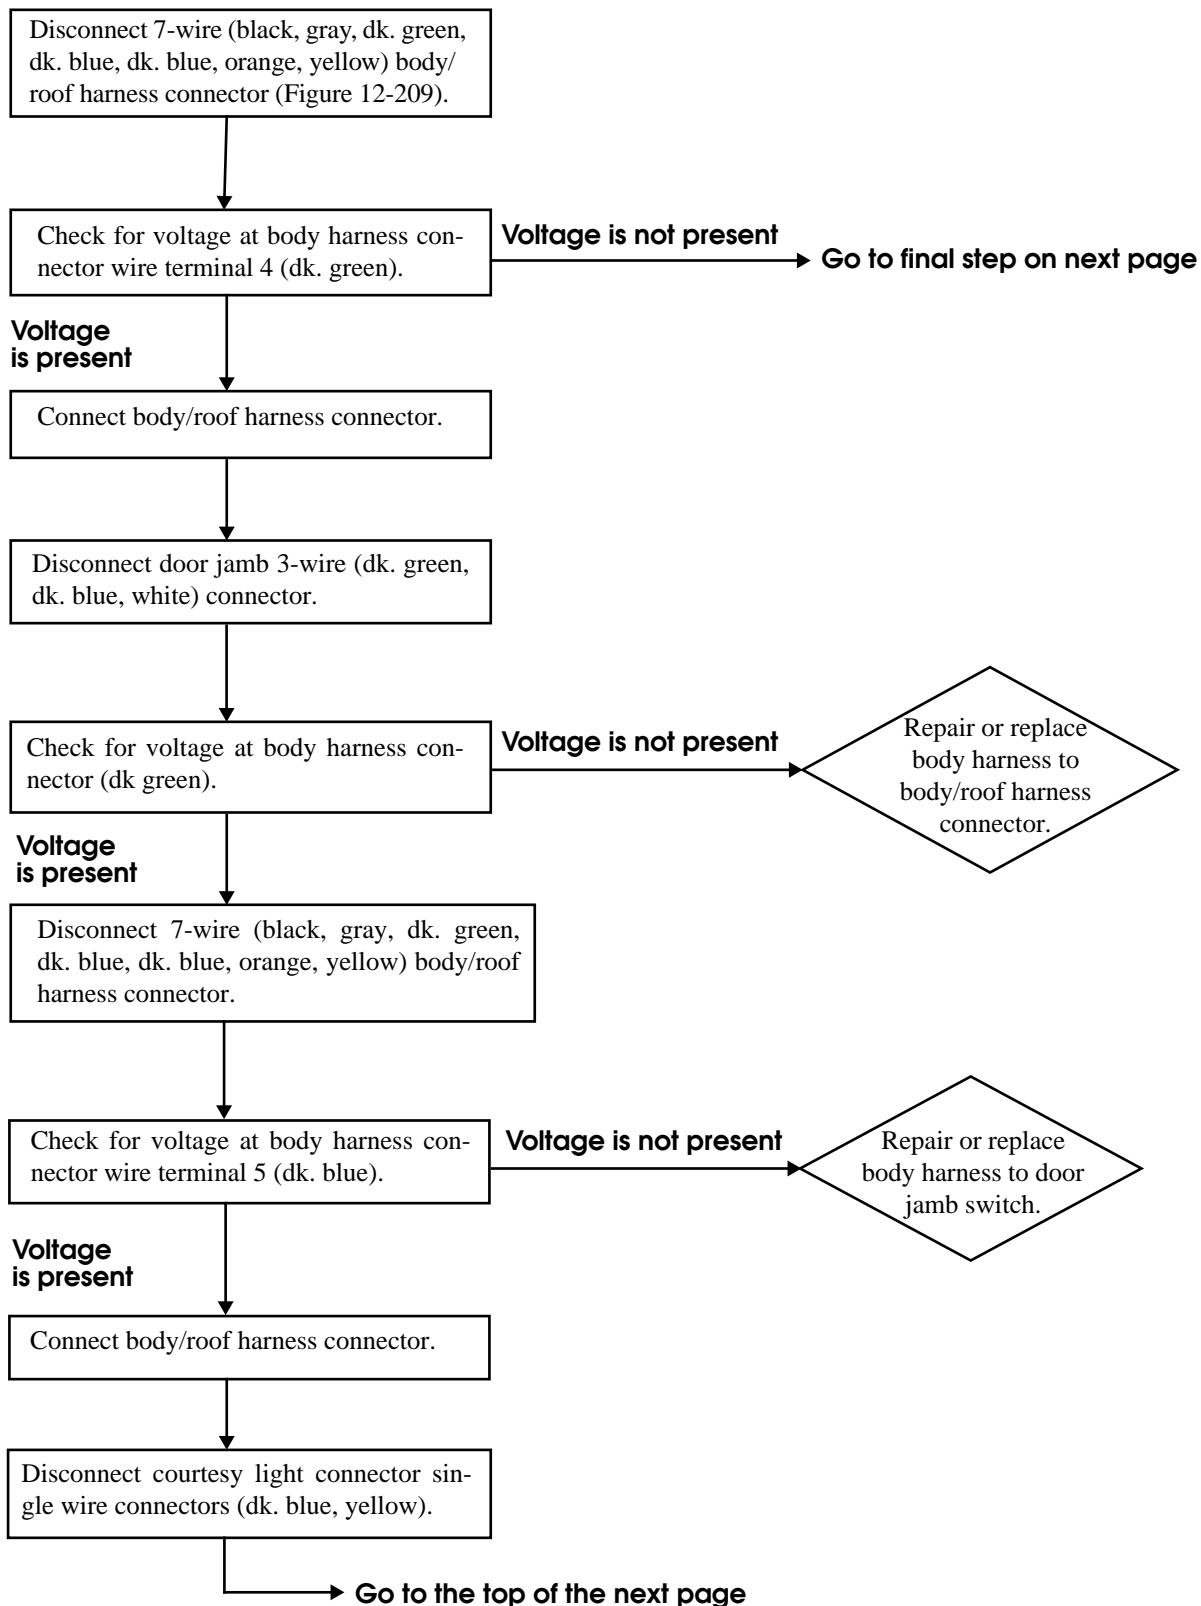 Disconnect 7-wire (black, gray, dk. green,
dk. blue, dk. blue, orange, yellow) body/
roof harness connector (Figure 12-209).
Check for voltage at body harness con-
nector wire terminal 4 (dk. green).
Voltage is not present
Go to final step on next page
Voltage
is present
Connect body/roof harness connector.
Disconnect door jamb 3-wire (dk. green,
dk. blue, white) connector.
Check for voltage at body harness con-
nector (dk green).
Voltage is not present
Repair or replace
body harness to
body/roof harness
connector.
Voltage
is present
Disconnect 7-wire (black, gray, dk. green,
dk. blue, dk. blue, orange, yellow) body/roof
harness connector.
Check for voltage at body harness con-
nector wire terminal 5 (dk. blue).
Voltage is not present
Repair or replace
body harness to door
jamb switch.
Voltage
is present
Connect body/roof harness connector.
Disconnect courtesy light connector sin-
gle wire connectors (dk. blue, yellow).
Go to the top of the next page